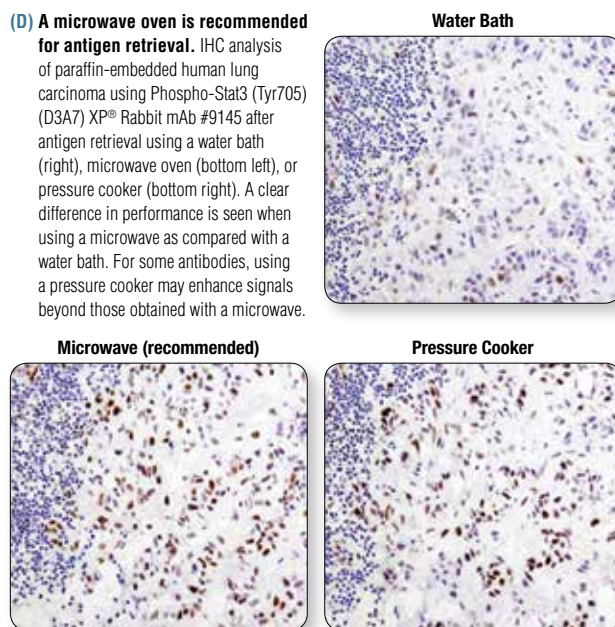 (D) A microwave oven is recommended
for antigen retrieval. IHC analysis
of paraffin-embedded human lung
carcinoma using Phospho-Stat3 (Tyr705)
(D3A7) XP® Rabbit mAb #9145 after
antigen retrieval using a water bath
(right), microwave oven (bottom left), or
pressure cooker (bottom right). A clear
difference in performance is seen when
using a microwave as compared with a
water bath. For some antibodies, using
a pressure cooker may enhance signals
beyond those obtained with a microwave.
Water Bath
Microwave (recommended)
Pressure Cooker